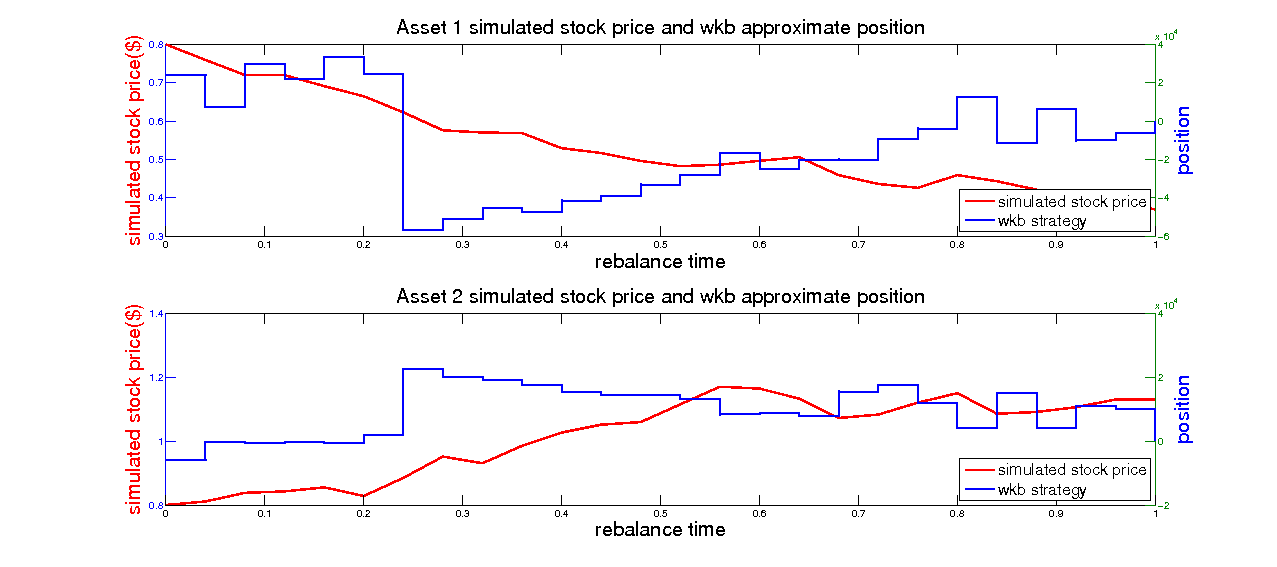 Asset 1 simulated stock price and wkb approximate position
x 10^4
simulated stock price($)
0.8
0.7
0.6
0.5
0.4
0.3
4
2
0
-2
-4
-6
position
simulated stock price
wkb strategy
0 0.1 0.2 0.3 0.4 0.5 0.6 0.7 0.8 0.9 1
rebalance time
Asset 2 simulated stock price and wkb approximate position
x 10^4
simulated stock price($)
1.4
1.2
1
0.8
4
2
0
-2
position
simulated stock price
wkb strategy
0 0.1 0.2 0.3 0.4 0.5 0.6 0.7 0.8 0.9 1
rebalance time